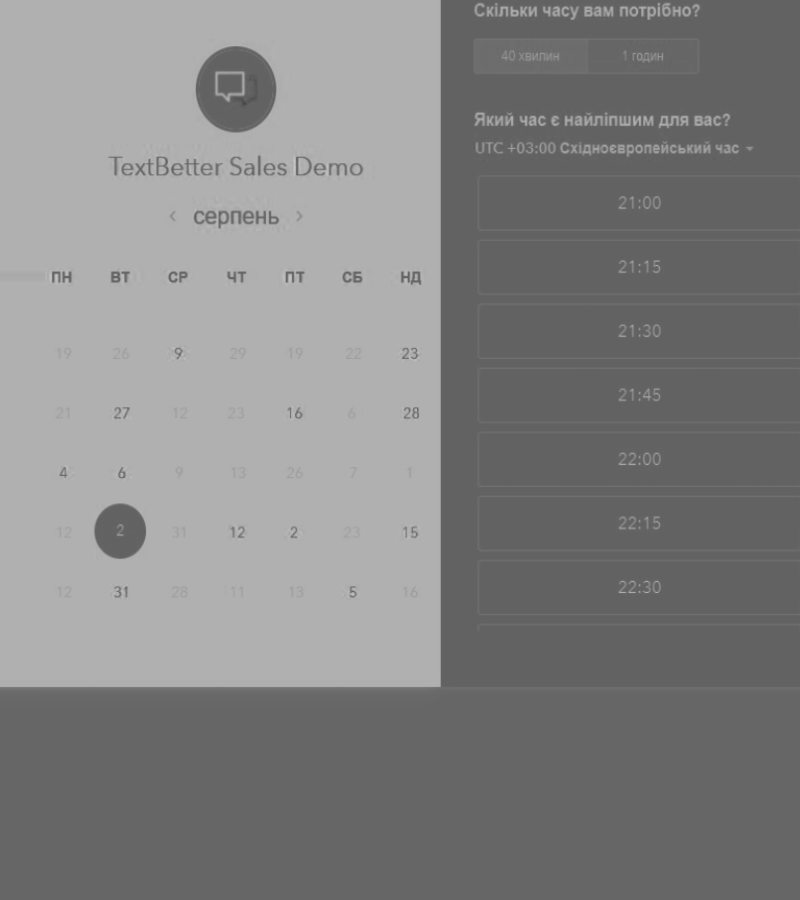 TextBetter Sales Demo
‹ серпень ›
ПН ВТ СР ЧТ ПТ СБ НД
19 26 9 29 19 22 23
21 27 12 23 16 6 28
4 6 9 13 26 7 1
12 2 31 12 2 23 15
12 31 28 11 13 5 16
Скільки часу вам потрібно?
40 хвилин 1 годин
Який час є найліпшим для вас?
UTC +03:00 Східноєвропейський час
21:00
21:15
21:30
21:45
22:00
22:15
22:30